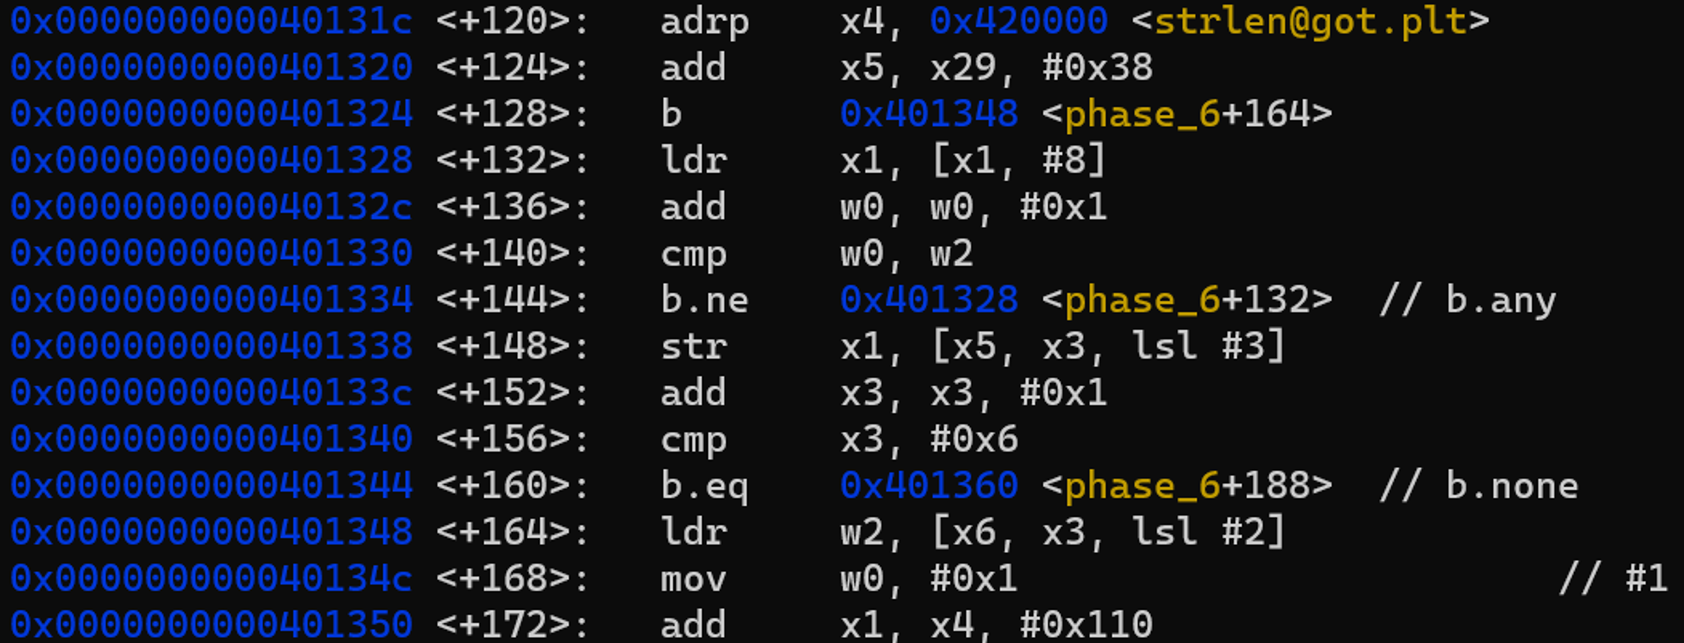 0x000000000040131c <+120>: adrp x4, 0x420000 <strlen@got.plt>
0x0000000000401320 <+124>: add x5, x29, #0x38
0x0000000000401324 <+128>: b 0x401348 <phase_6+164>
0x0000000000401328 <+132>: ldr x1, [x1, #8]
0x000000000040132c <+136>: add w0, w0, #0x1
0x0000000000401330 <+140>: cmp w0, w2
0x0000000000401334 <+144>: b.ne 0x401328 <phase_6+132> // b.any
0x0000000000401338 <+148>: str x1, [x5, x3, lsl #3]
0x000000000040133c <+152>: add x3, x3, #0x1
0x0000000000401340 <+156>: cmp x3, #0x6
0x0000000000401344 <+160>: b.eq 0x401360 <phase_6+188> // b.none
0x0000000000401348 <+164>: ldr w2, [x6, x3, lsl #2]
0x000000000040134c <+168>: mov w0, #0x1 // #1
0x0000000000401350 <+172>: add x1, x4, #0x110